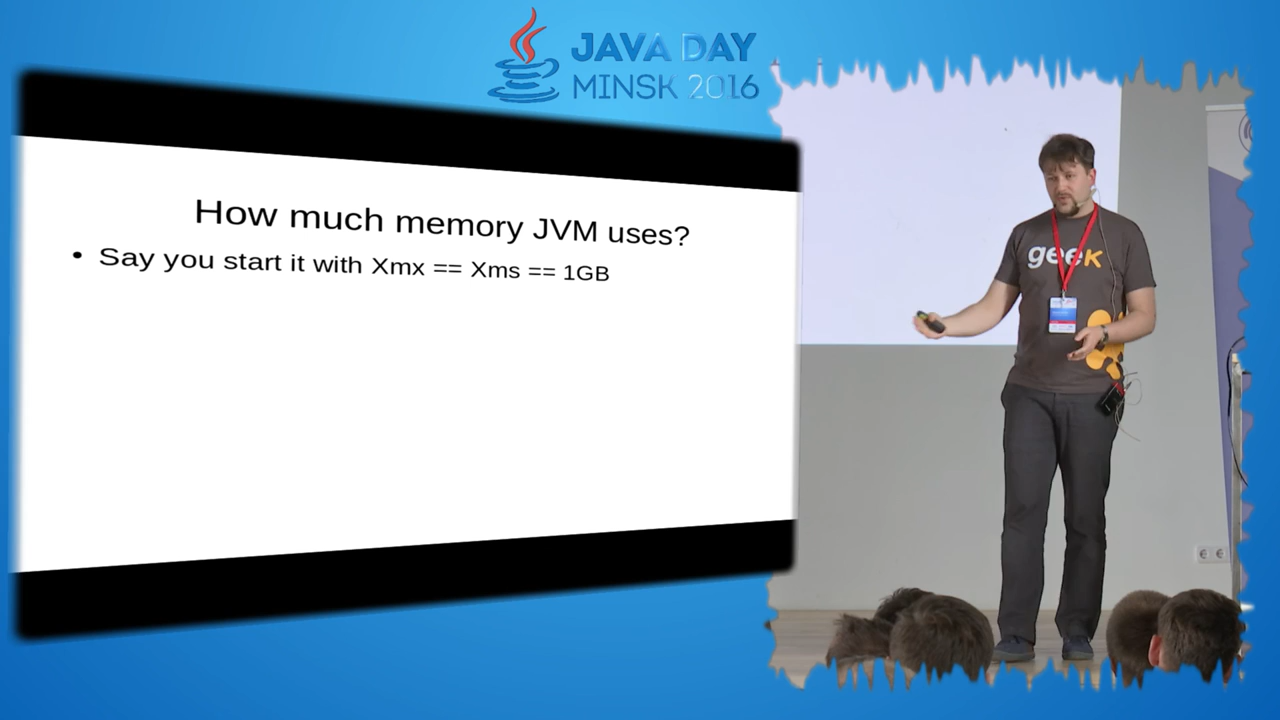 JAVA DAY
MINSK 2016
How much memory JVM uses?
• Say you start it with Xmx == Xms == 1GB
geek